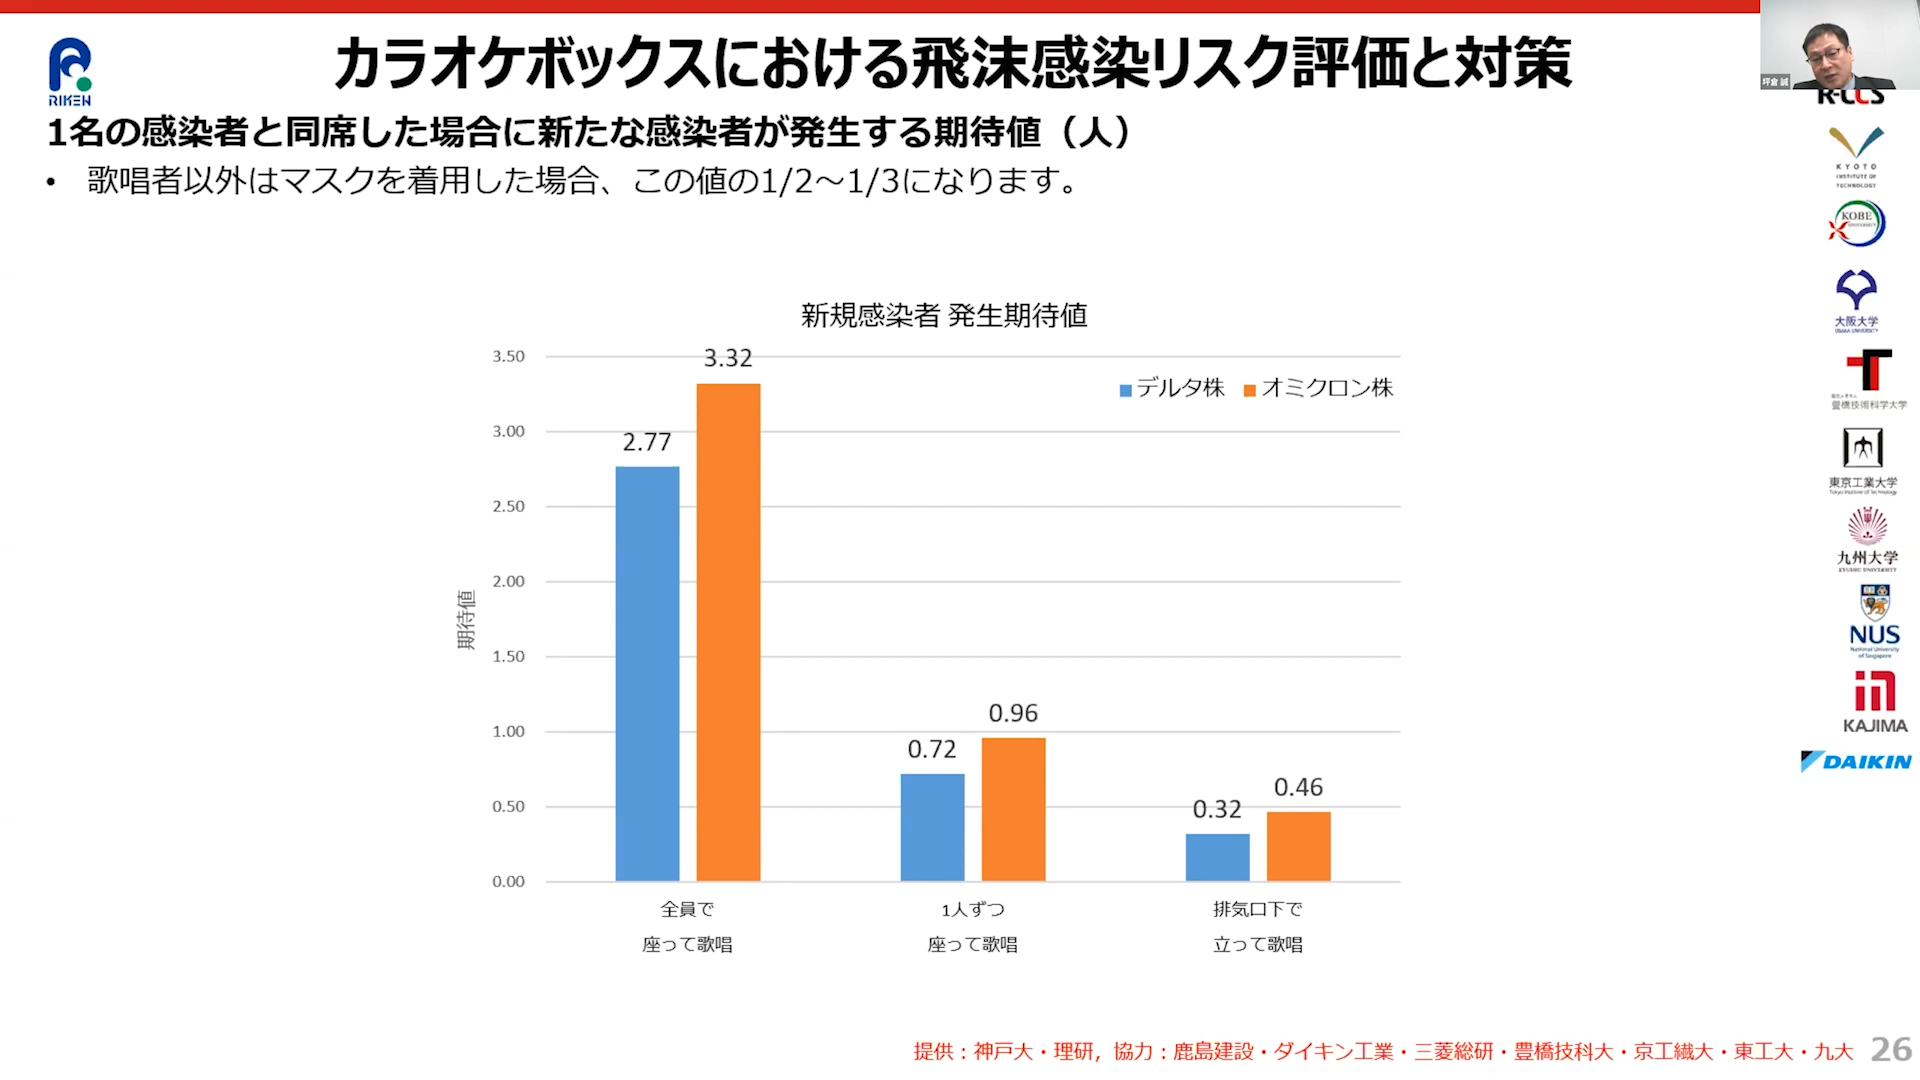 カラオケボックスにおける飛沫感染リスク評価と対策
RIKEN
1名の感染者と同席した場合に新たな感染者が発生する期待値（人）
• 歌唱者以外はマスクを着用した場合、この値の1/2～1/3になります。
新規感染者 発生期待値
デルタ株 オミクロン株
期待値
3.50
3.00
2.50
2.00
1.50
1.00
0.50
0.00
2.77
3.32
0.72
0.96
0.32
0.46
全員で
座って歌唱
1人ずつ
座って歌唱
排気口下で
立って歌唱
坪倉 誠
R-CCS
KYOTO
INSTITUTE OF
TECHNOLOGY
KOBE
UNIVERSITY
大阪大学
OSAKA UNIVERSITY
豊橋技術科学大学
東京工業大学
Tokyo Institute of Technology
九州大学
KYUSHU UNIVERSITY
NUS
National University
of Singapore
KAJIMA
DAIKIN
提供：神戸大・理研，協力：鹿島建設・ダイキン工業・三菱総研・豊橋技科大・京工繊大・東工大・九大
26